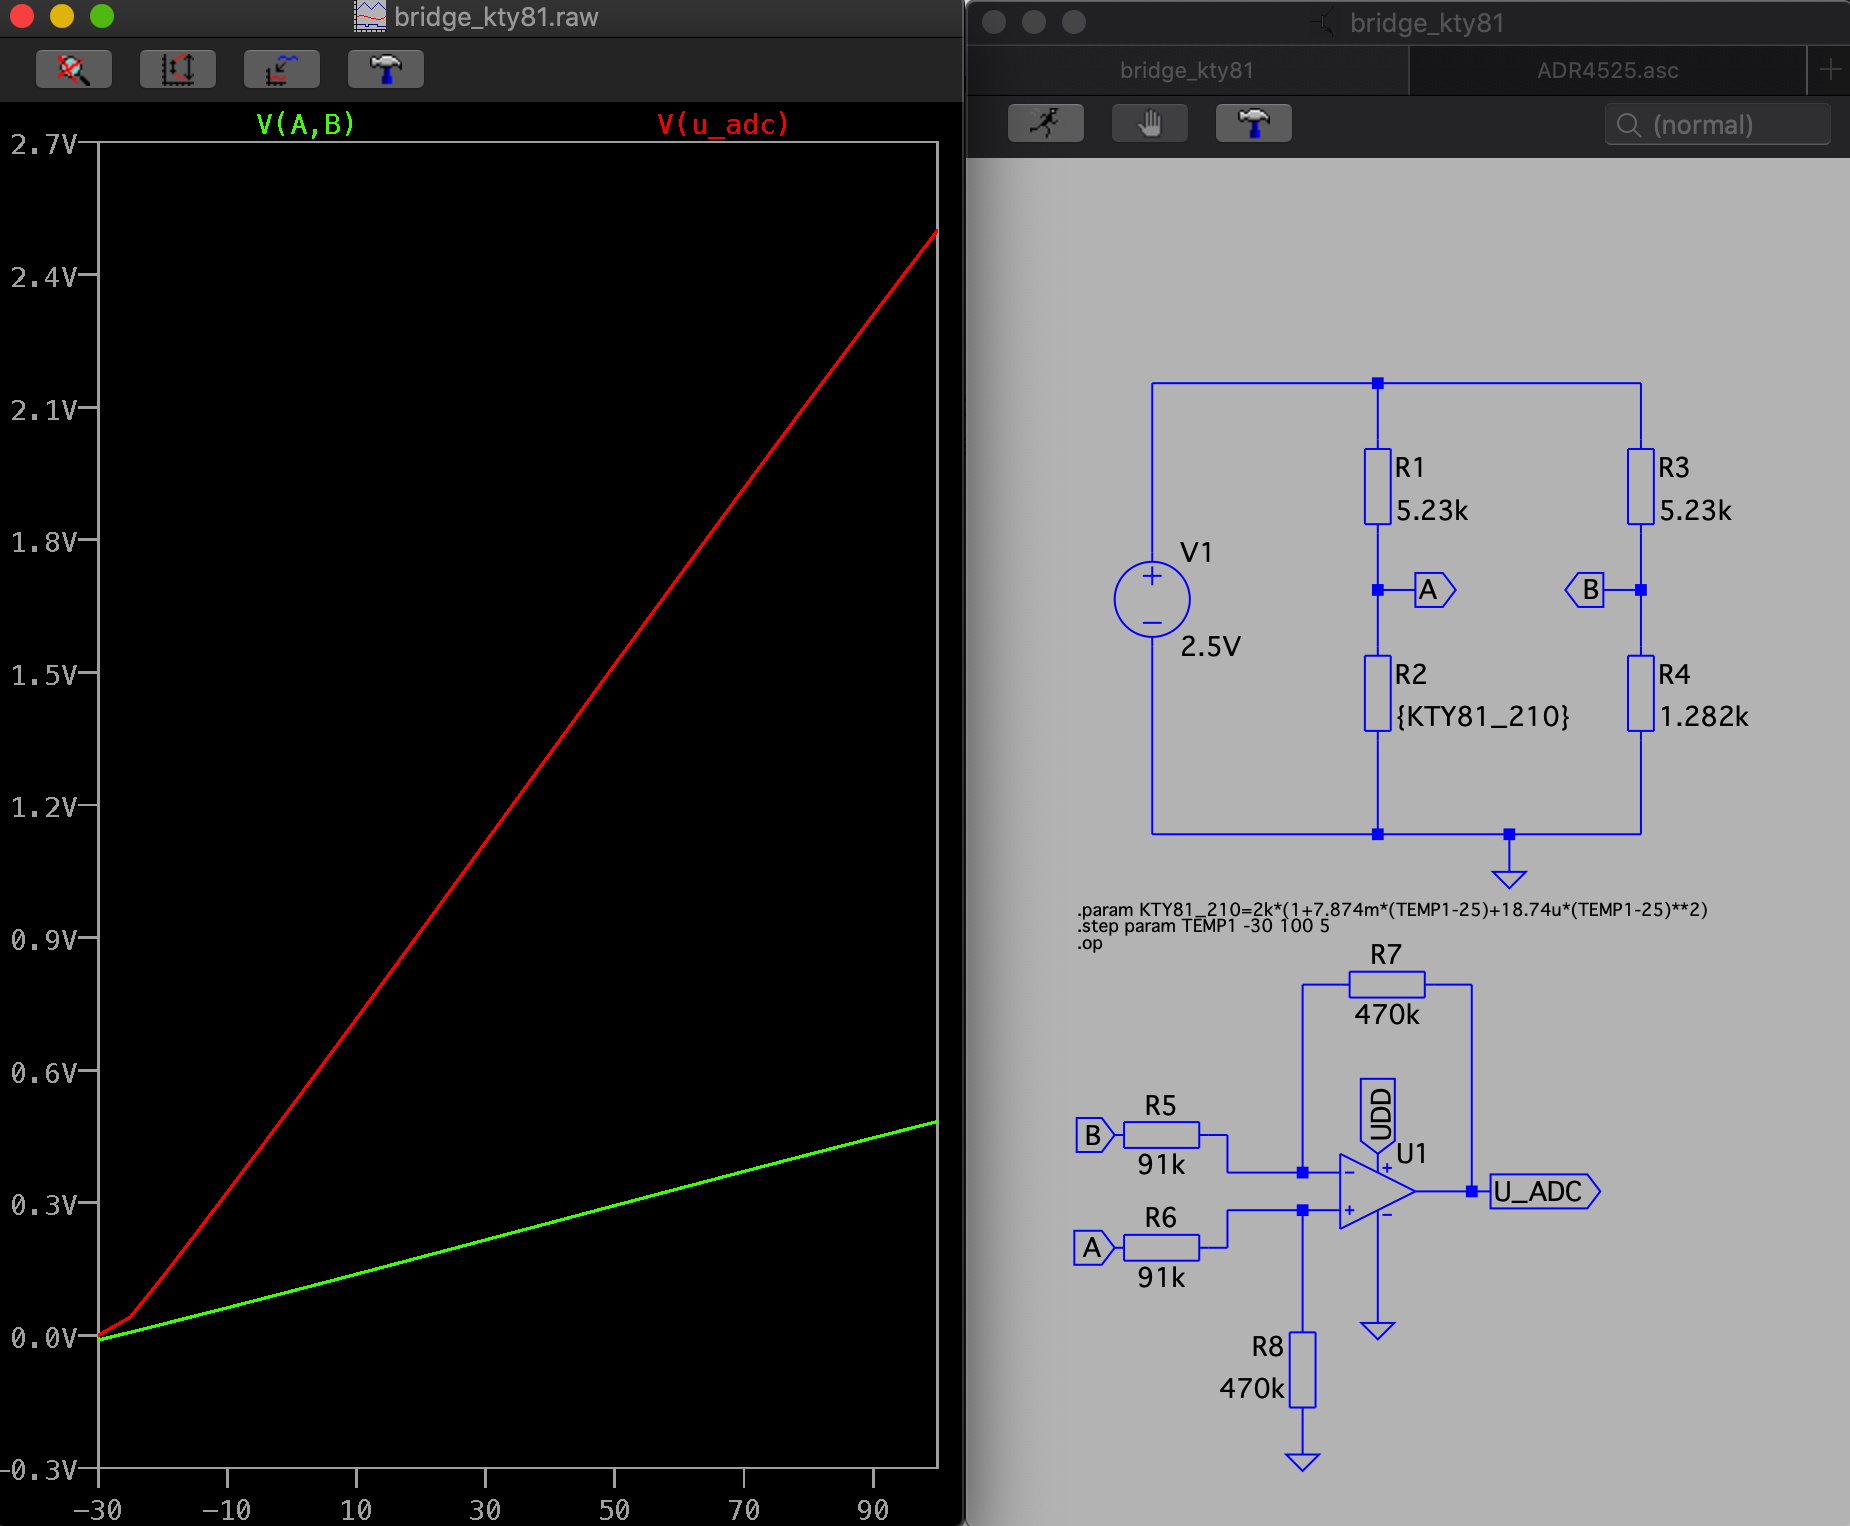 bridge_kty81.raw
V(A,B)
V(u_adc)
2.7V
2.4V
2.1V
1.8V
1.5V
1.2V
0.9V
0.6V
0.3V
0.0V
-0.3V
-30
-10
10
30
50
70
90
bridge_kty81
bridge_kty81
ADR4525.asc
(normal)
R1
5.23k
R3
5.23k
V1
2.5V
A
B
R2
{KTY81_210}
R4
1.282k
.param KTY81_210=2k*(1+7.874m*(TEMP1-25)+18.74u*(TEMP1-25)**2)
.step param TEMP1 -30 100 5
.op
R7
470k
UDD
U1
B
R5
91k
U_ADC
A
R6
91k
R8
470k